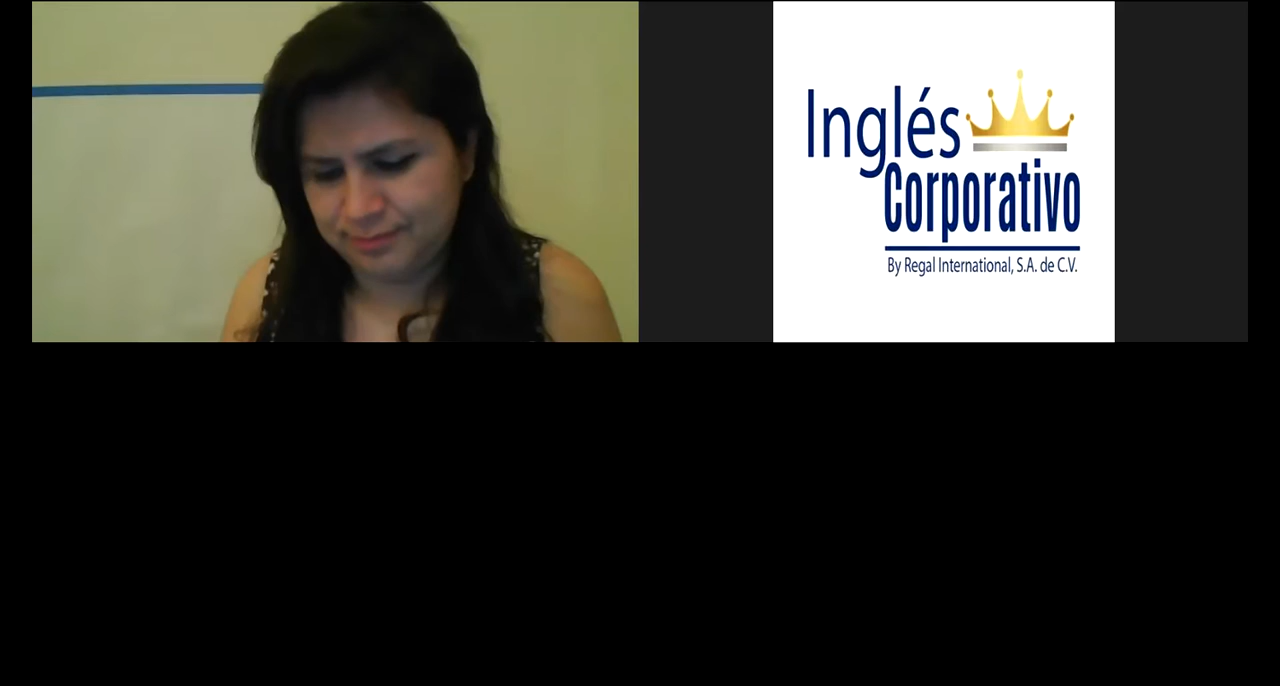 Inglés
Corporativo
By Regal International, S.A. de C.V.